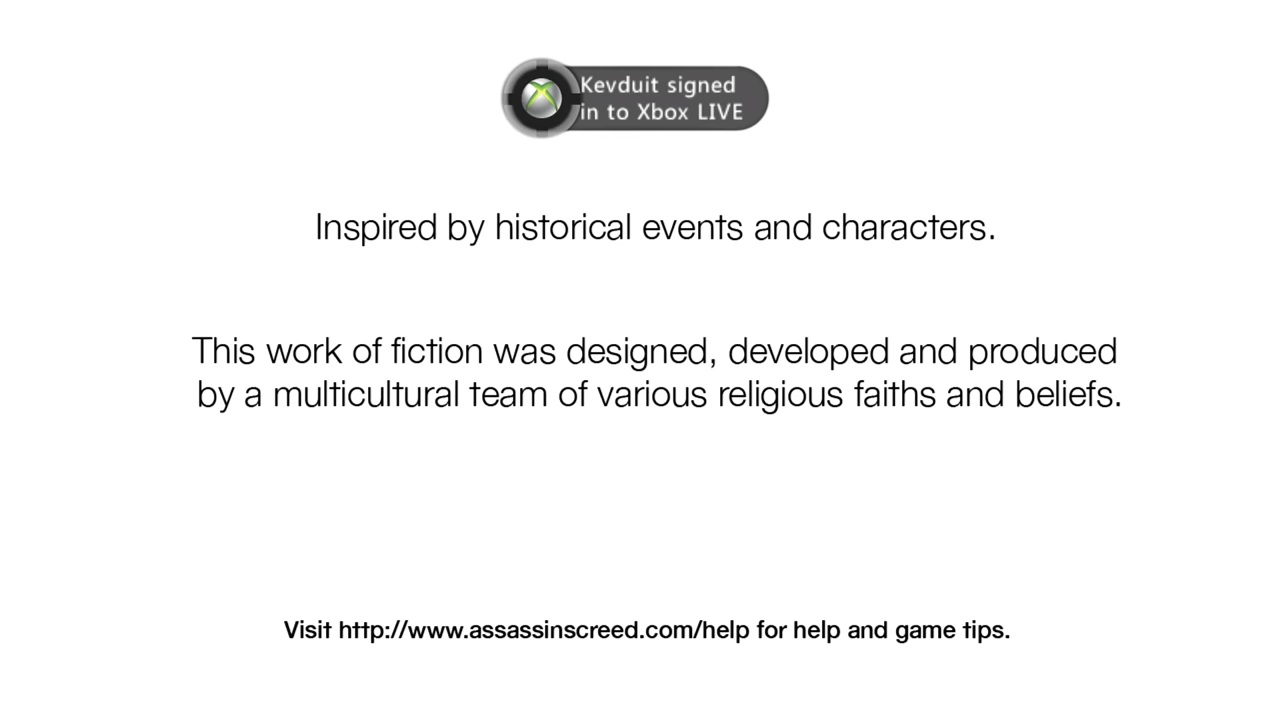 Kevduit signed
in to Xbox LIVE
Inspired by historical events and characters.
This work of fiction was designed, developed and produced
by a multicultural team of various religious faiths and beliefs.
Visit http://www.assassinscreed.com/help for help and game tips.